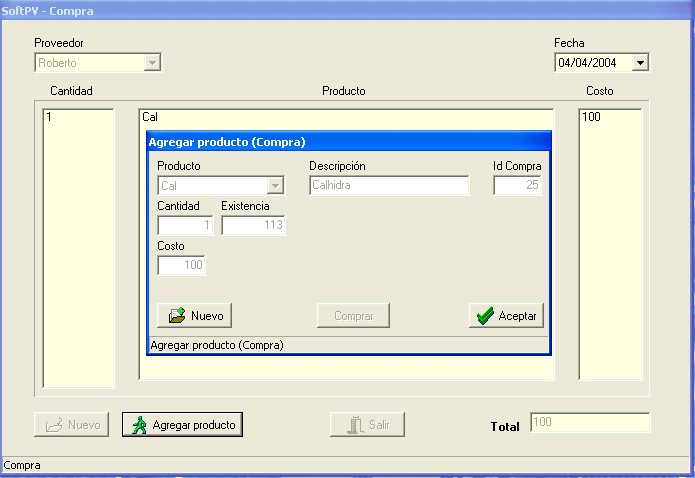 SoftPV - Compra
Proveedor
Fecha
Roberto
04/04/2004
Cantidad
Producto
Costo
1
Cal
100
Agregar producto (Compra)
Producto
Descripción
Id Compra
Cal
Calhidra
25
Cantidad
Existencia
1
113
Costo
100
Nuevo
Comprar
Aceptar
Agregar producto (Compra)
Nuevo
Agregar producto
Salir
Total
100
Compra